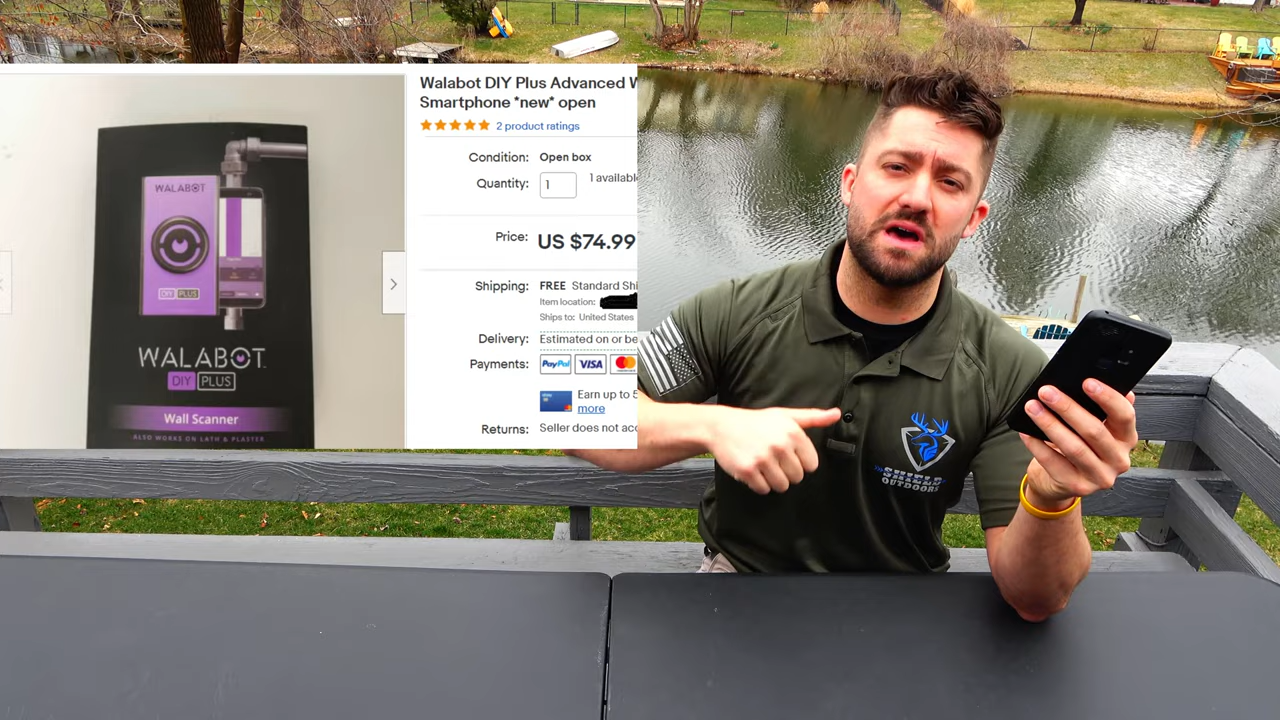 WALABOT
DIY PLUS
WALABOT
DIY PLUS
Wall Scanner
ALSO WORKS ON LATH & PLASTER
Walabot DIY Plus Advanced W
Smartphone *new* open
2 product ratings
Condition: Open box
Quantity: 1 1 available
Price: US $74.99
Shipping: FREE Standard Shi
Item location:
Ships to: United States
Delivery: Estimated on or be
Payments: PayPal VISA
Earn up to 5
more
Returns: Seller does not acc
SHIELD
OUTDOORS